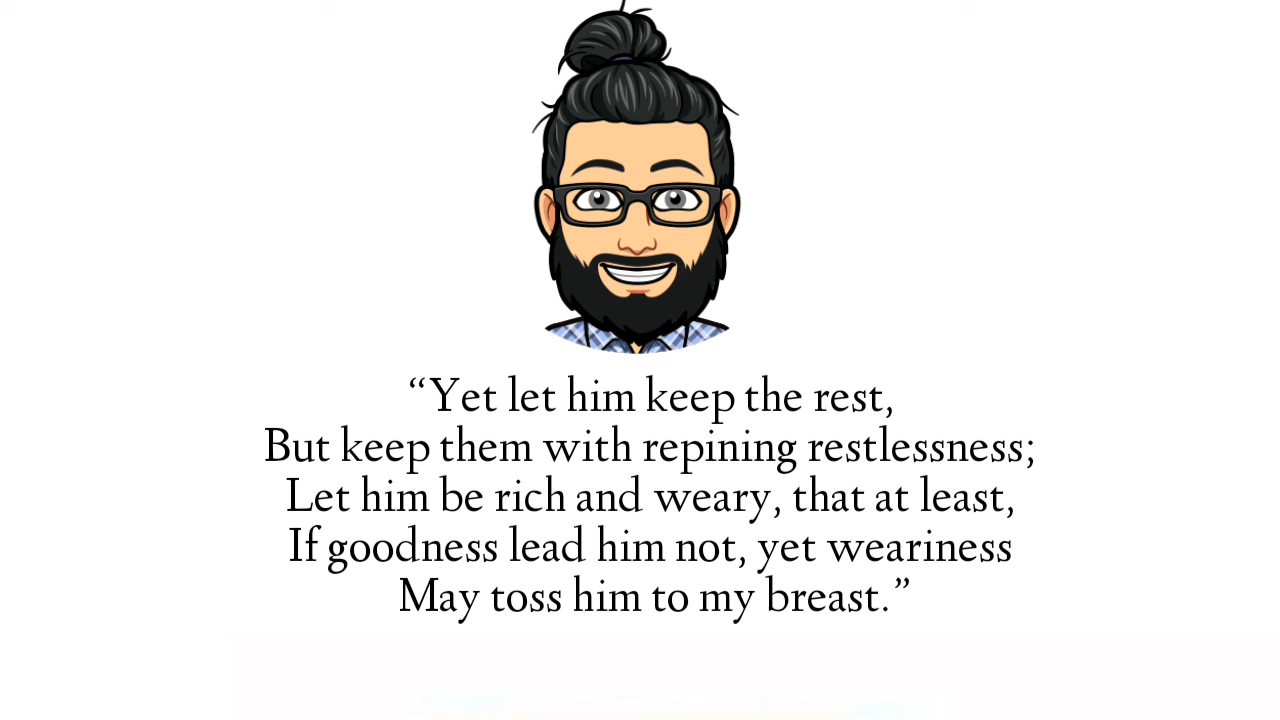 “Yet let him keep the rest,
But keep them with repining restlessness;
Let him be rich and weary, that at least,
If goodness lead him not, yet weariness
May toss him to my breast.”